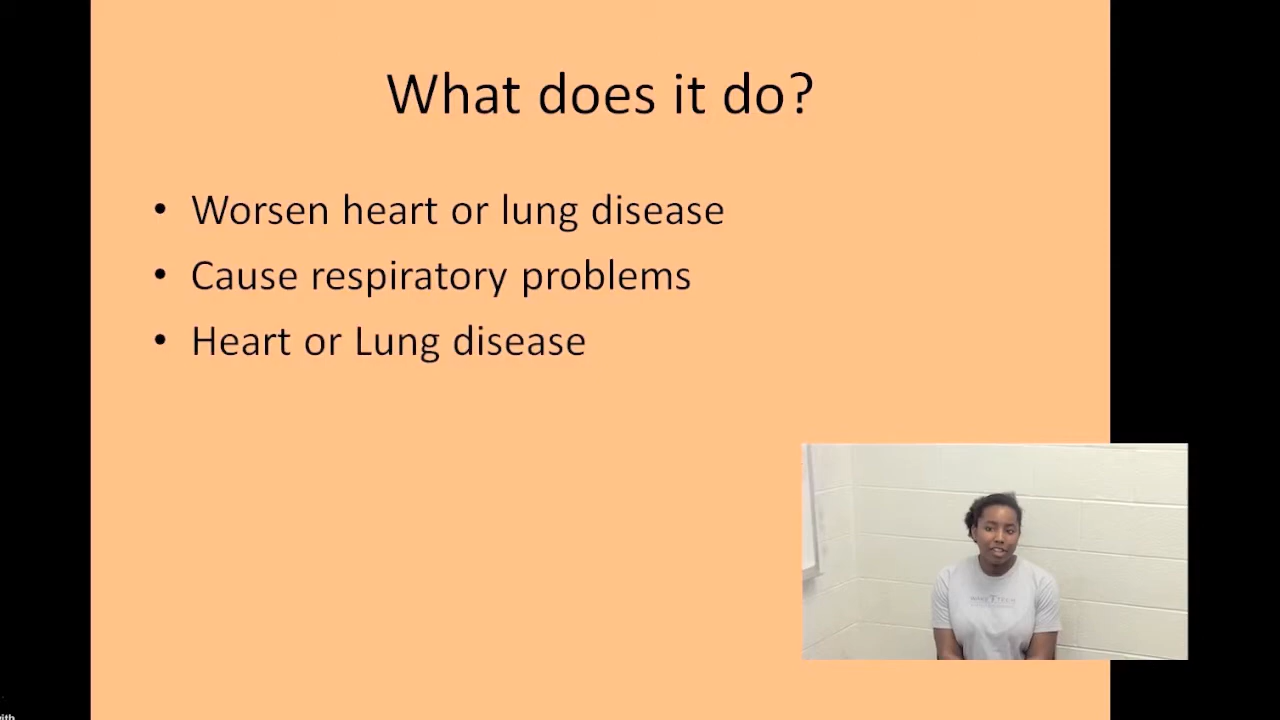 What does it do?
• Worsen heart or lung disease
• Cause respiratory problems
• Heart or Lung disease